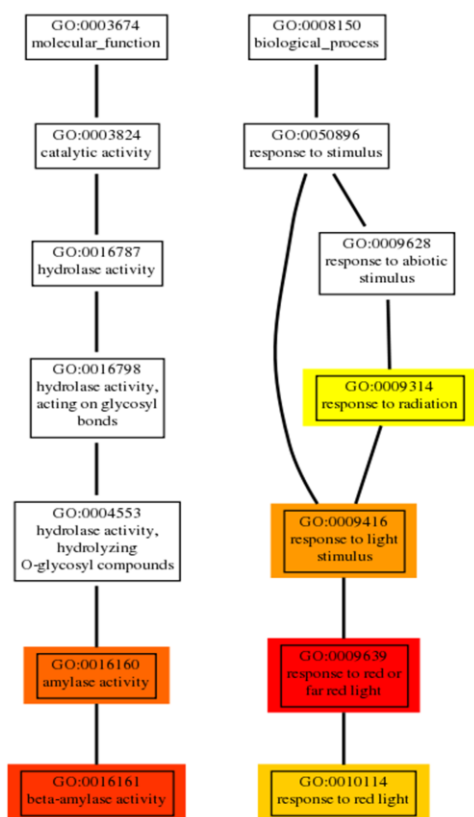 GO:0003674
molecular_function
GO:0008150
biological_process
GO:0003824
catalytic activity
GO:0050896
response to stimulus
GO:0016787
hydrolase activity
GO:0009628
response to abiotic
stimulus
GO:0016798
hydrolase activity,
acting on glycosyl
bonds
GO:0009314
response to radiation
GO:0004553
hydrolase activity,
hydrolyzing
O-glycosyl compounds
GO:0009416
response to light
stimulus
GO:0016160
amylase activity
GO:0009639
response to red or
far red light
GO:0016161
beta-amylase activity
GO:0010114
response to red light